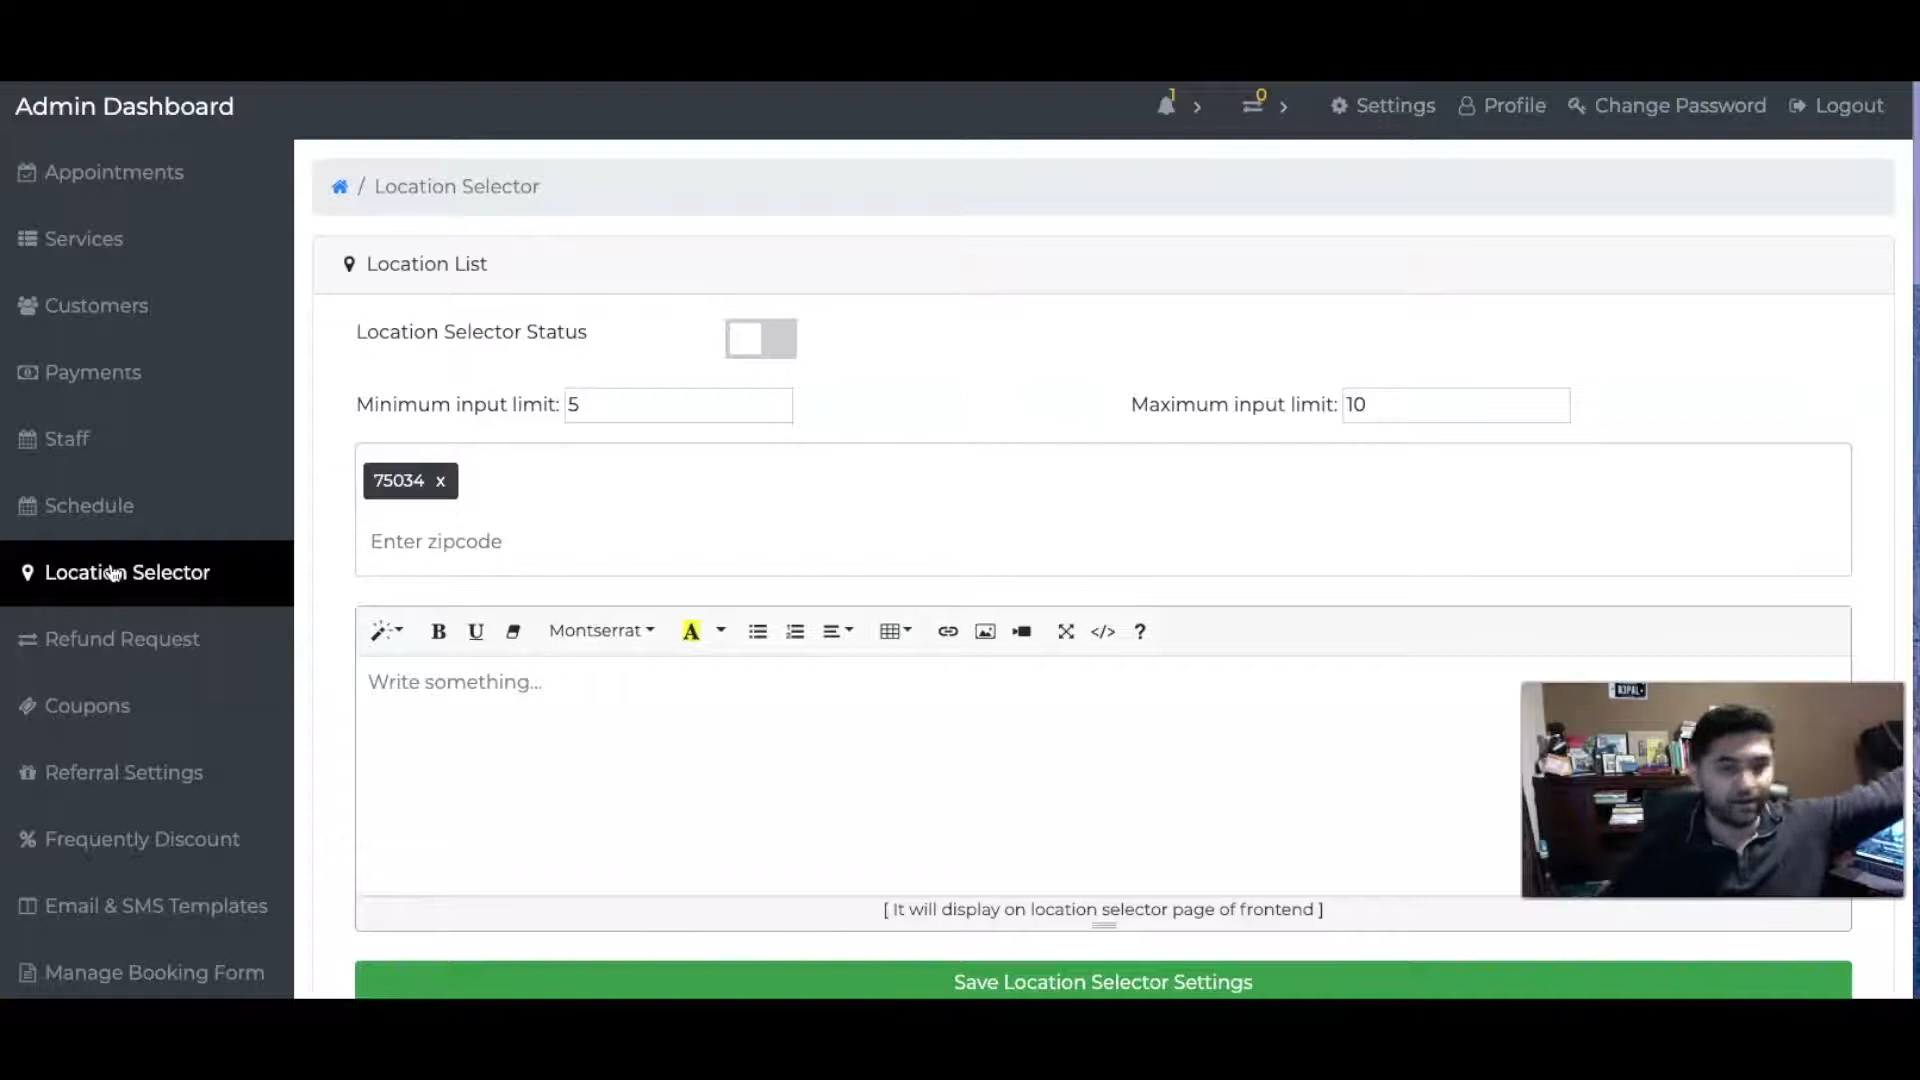 Admin Dashboard
1
0
Settings
Profile
Change Password
Logout
Appointments
Services
Customers
Payments
Staff
Schedule
Location Selector
Refund Request
Coupons
Referral Settings
Frequently Discount
Email & SMS Templates
Manage Booking Form
/ Location Selector
Location List
Location Selector Status
Minimum input limit: 5
Maximum input limit: 10
75034 x
Enter zipcode
B U Montserrat A </> ?
Write something...
[ It will display on location selector page of frontend ]
Save Location Selector Settings